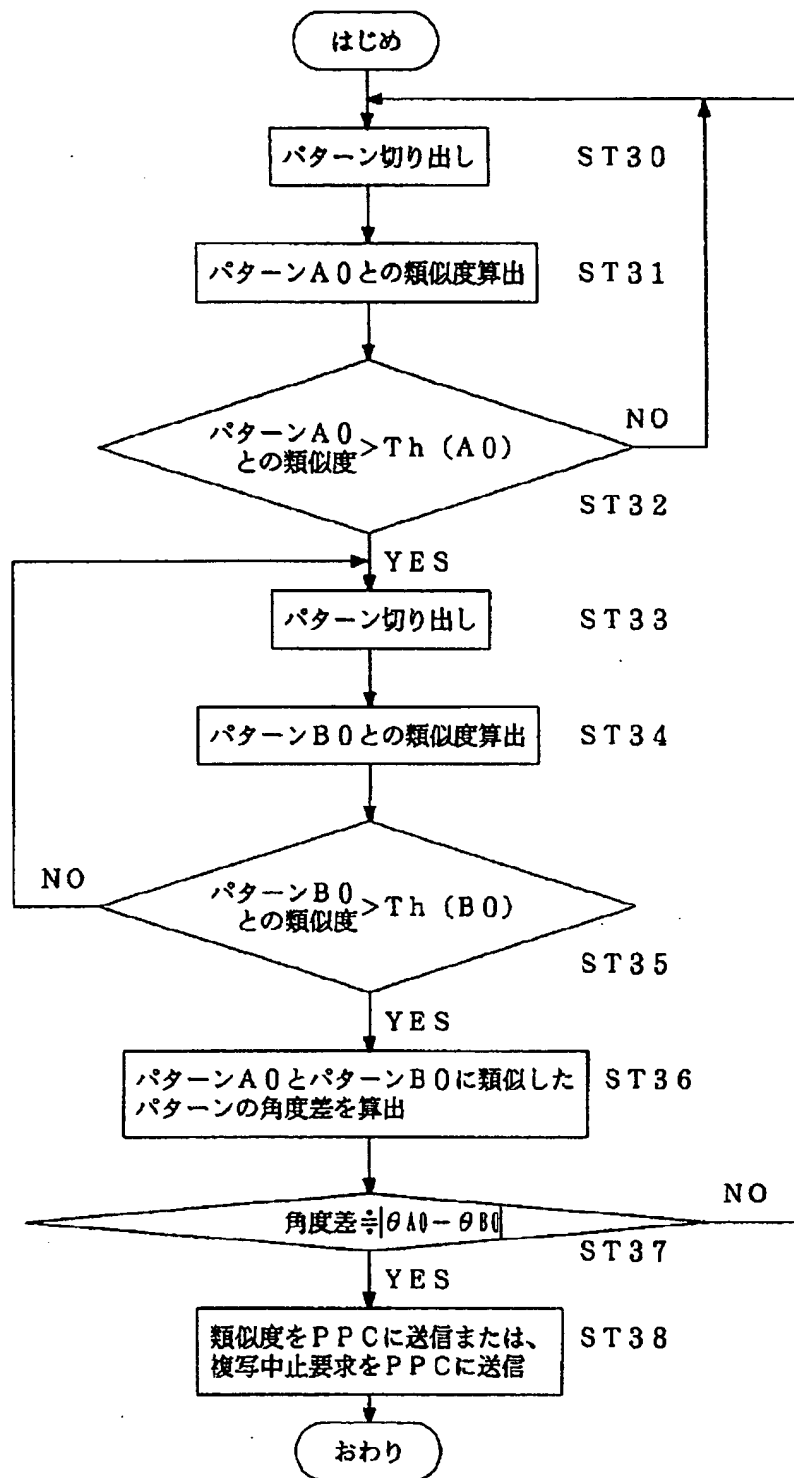 はじめ
パターン切り出し
ST30
パターンA0との類似度算出
ST31
NO
パターンA0
との類似度
>Th (A0)
ST32
YES
パターン切り出し
ST33
パターンB0との類似度算出
ST34
NO
パターンB0
との類似度
>Th (B0)
ST35
YES
パターンA0とパターンB0に類似した
パターンの角度差を算出
ST36
角度差≒|θA0−θB0|
NO
ST37
YES
類似度をPPCに送信または、
複写中止要求をPPCに送信
ST38
おわり